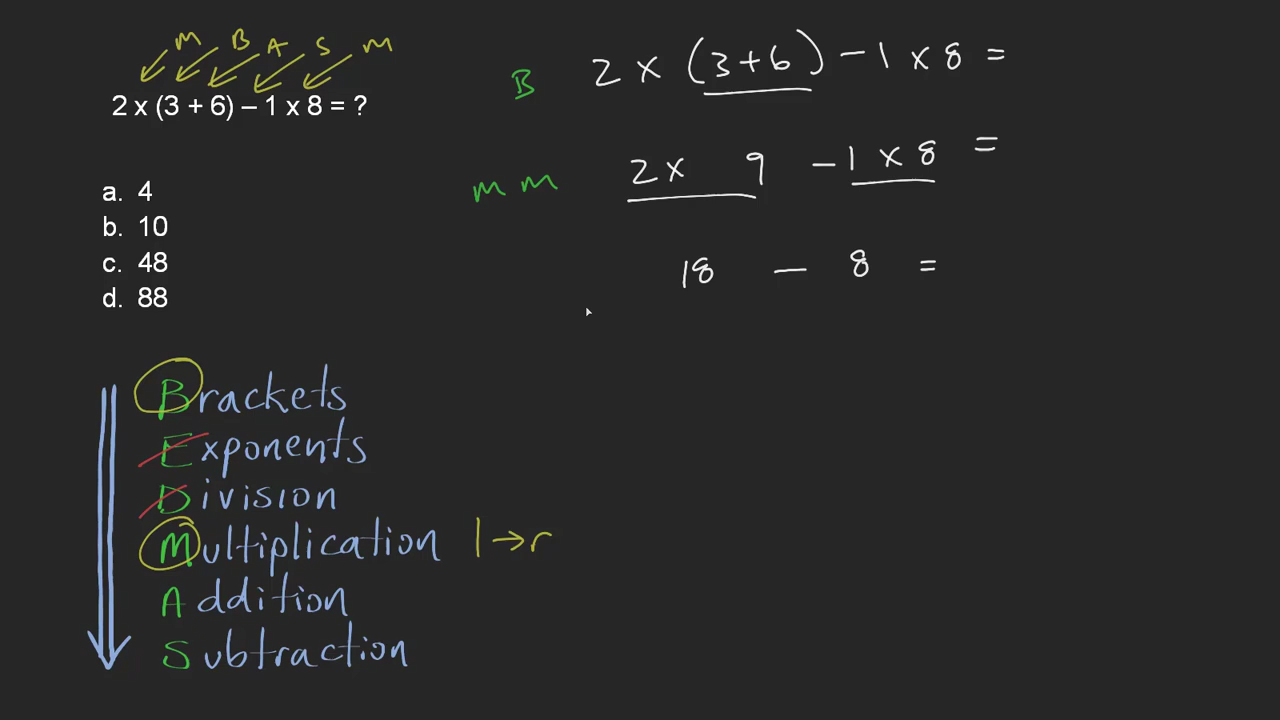 M B A S M
2 x (3 + 6) – 1 x 8 = ?
a. 4
b. 10
c. 48
d. 88
B 2 x (3+6) - 1 x 8 =
m m 2 x 9 - 1 x 8 =
18 - 8 =
Brackets
Exponents
Division
Multiplication l → r
Addition
Subtraction